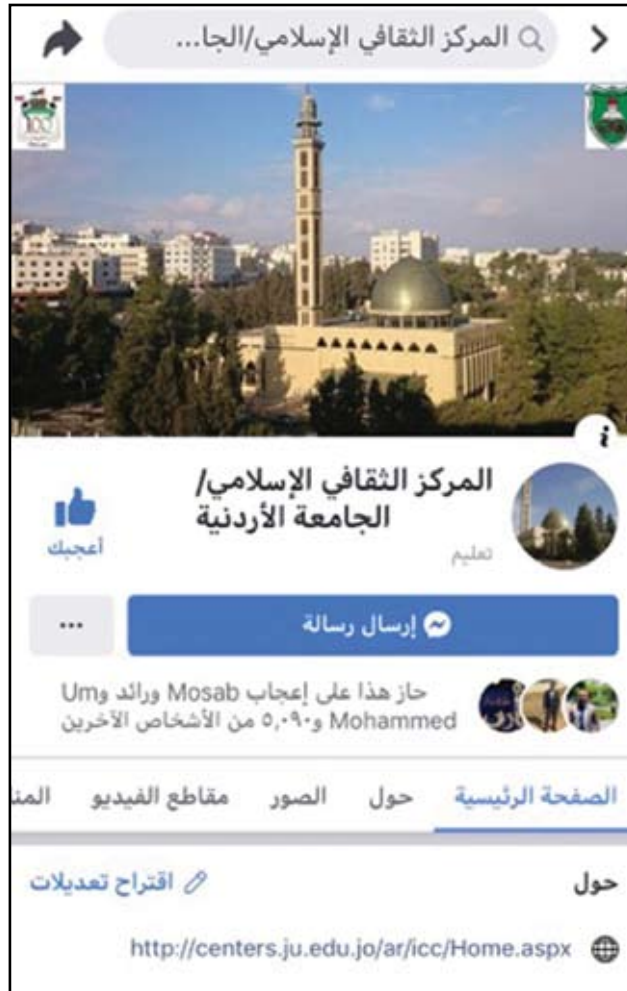 المركز الثقافي الإسلامي/الجا...
المركز الثقافي الإسلامي/
الجامعة الأردنية
تعليم
أعجبك
إرسال رسالة
حاز هذا على إعجاب Mosab ورائد وUm
Mohammed و٥,٠٩٠ من الأشخاص الآخرين
الصفحة الرئيسية حول الصور مقاطع الفيديو المنـ
حول
اقتراح تعديلات
http://centers.ju.edu.jo/ar/icc/Home.aspx